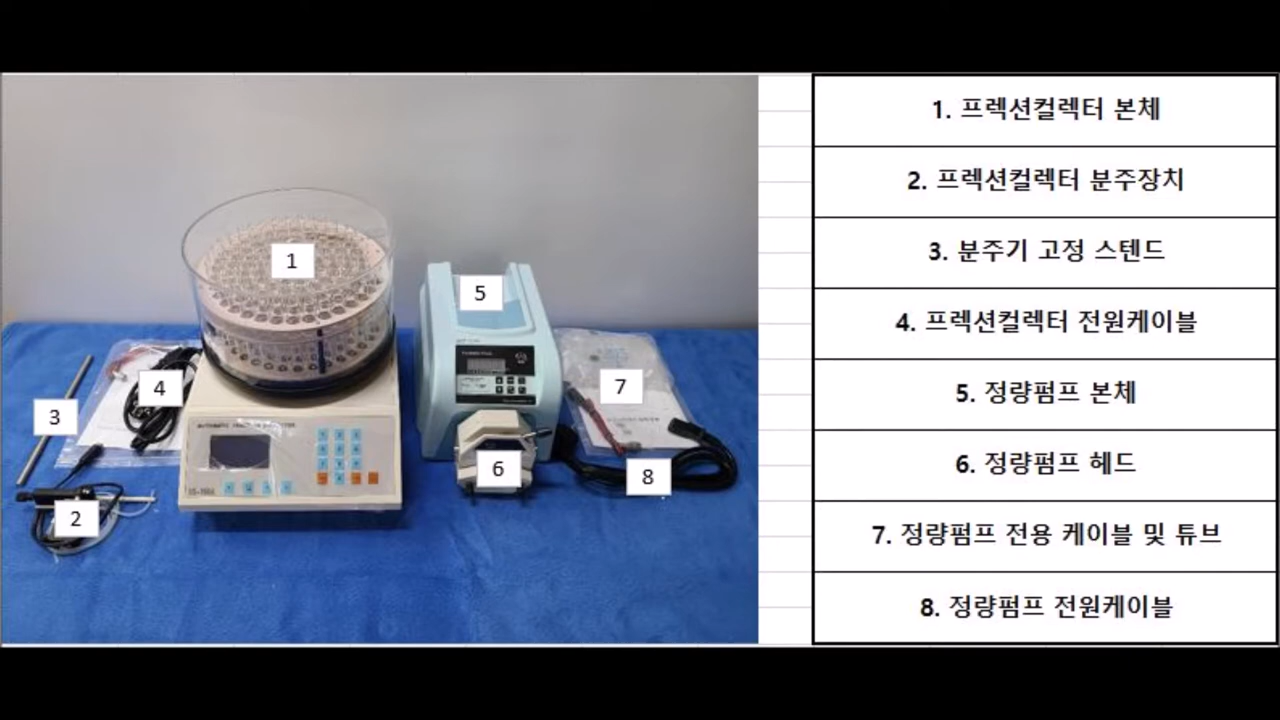 1
5
4
7
3
6
8
2
1. 프렉션컬렉터 본체
2. 프렉션컬렉터 분주장치
3. 분주기 고정 스텐드
4. 프렉션컬렉터 전원케이블
5. 정량펌프 본체
6. 정량펌프 헤드
7. 정량펌프 전용 케이블 및 튜브
8. 정량펌프 전원케이블